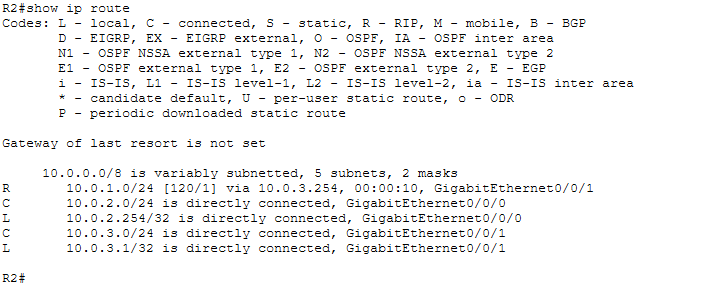 R2#show ip route
Codes: L - local, C - connected, S - static, R - RIP, M - mobile, B - BGP
D - EIGRP, EX - EIGRP external, O - OSPF, IA - OSPF inter area
N1 - OSPF NSSA external type 1, N2 - OSPF NSSA external type 2
E1 - OSPF external type 1, E2 - OSPF external type 2, E - EGP
i - IS-IS, L1 - IS-IS level-1, L2 - IS-IS level-2, ia - IS-IS inter area
* - candidate default, U - per-user static route, o - ODR
P - periodic downloaded static route
Gateway of last resort is not set
10.0.0.0/8 is variably subnetted, 5 subnets, 2 masks
R 10.0.1.0/24 [120/1] via 10.0.3.254, 00:00:10, GigabitEthernet0/0/1
C 10.0.2.0/24 is directly connected, GigabitEthernet0/0/0
L 10.0.2.254/32 is directly connected, GigabitEthernet0/0/0
C 10.0.3.0/24 is directly connected, GigabitEthernet0/0/1
L 10.0.3.1/32 is directly connected, GigabitEthernet0/0/1
R2#